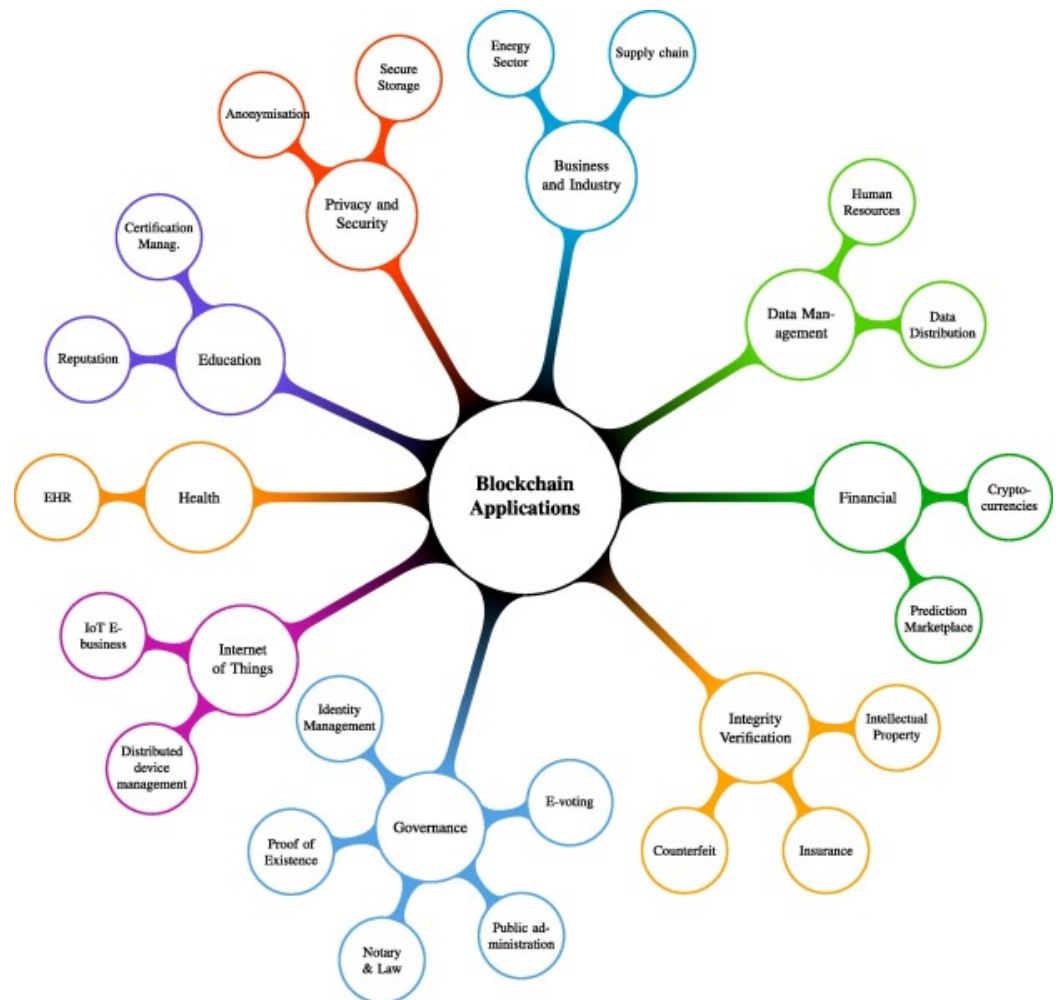 Energy
Sector
Supply chain
Secure
Storage
Anonymisation
Business
and Industry
Privacy and
Security
Human
Resources
Certification
Manag.
Data Man-
agement
Data
Distribution
Reputation
Education
Blockchain
Applications
EHR
Health
Financial
Crypto-
currencies
Prediction
Marketplace
IoT E-
business
Internet
of Things
Distributed
device
management
Identity
Management
Integrity
Verification
Intellectual
Property
E-voting
Governance
Proof of
Existence
Counterfeit
Insurance
Public ad-
ministration
Notary
& Law